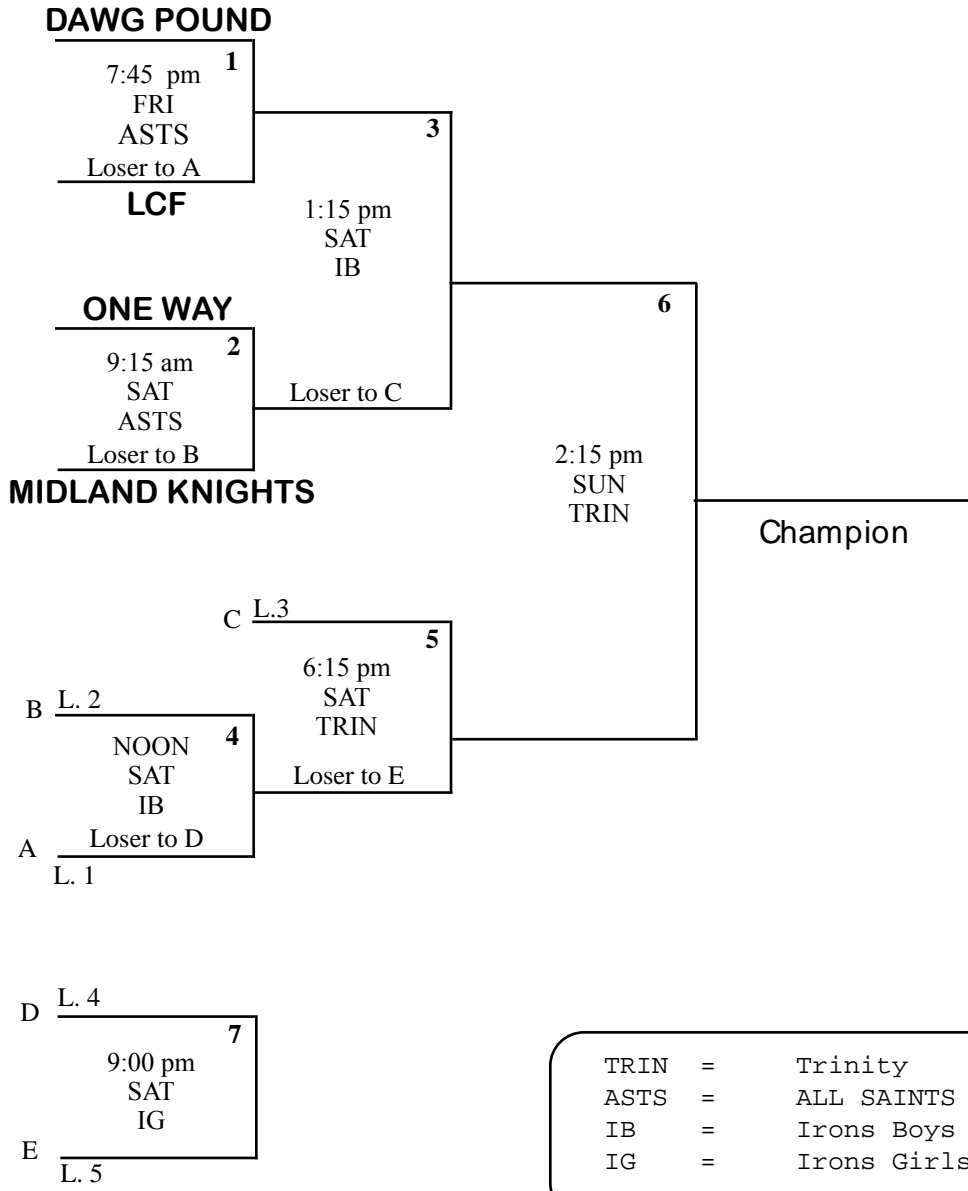 DAWG POUND
1
7:45 pm
FRI
ASTS
Loser to A
LCF
3
1:15 pm
SAT
IB
Loser to C
ONE WAY
2
9:15 am
SAT
ASTS
Loser to B
MIDLAND KNIGHTS
6
2:15 pm
SUN
TRIN
Champion
C L.3
5
6:15 pm
SAT
TRIN
Loser to E
B L. 2
4
NOON
SAT
IB
Loser to D
A
L. 1
D L. 4
7
9:00 pm
SAT
IG
E
L. 5
TRIN = Trinity
ASTS = ALL SAINTS
IB = Irons Boys
IG = Irons Girls